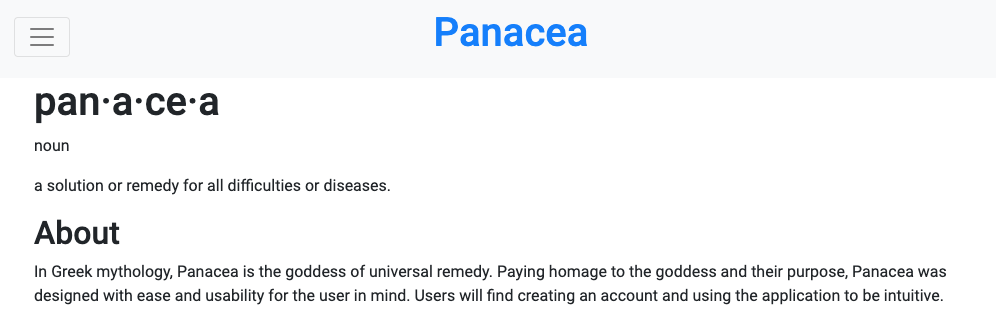 Panacea
pan·a·ce·a
noun
a solution or remedy for all difficulties or diseases.
About
In Greek mythology, Panacea is the goddess of universal remedy. Paying homage to the goddess and their purpose, Panacea was
designed with ease and usability for the user in mind. Users will find creating an account and using the application to be intuitive.